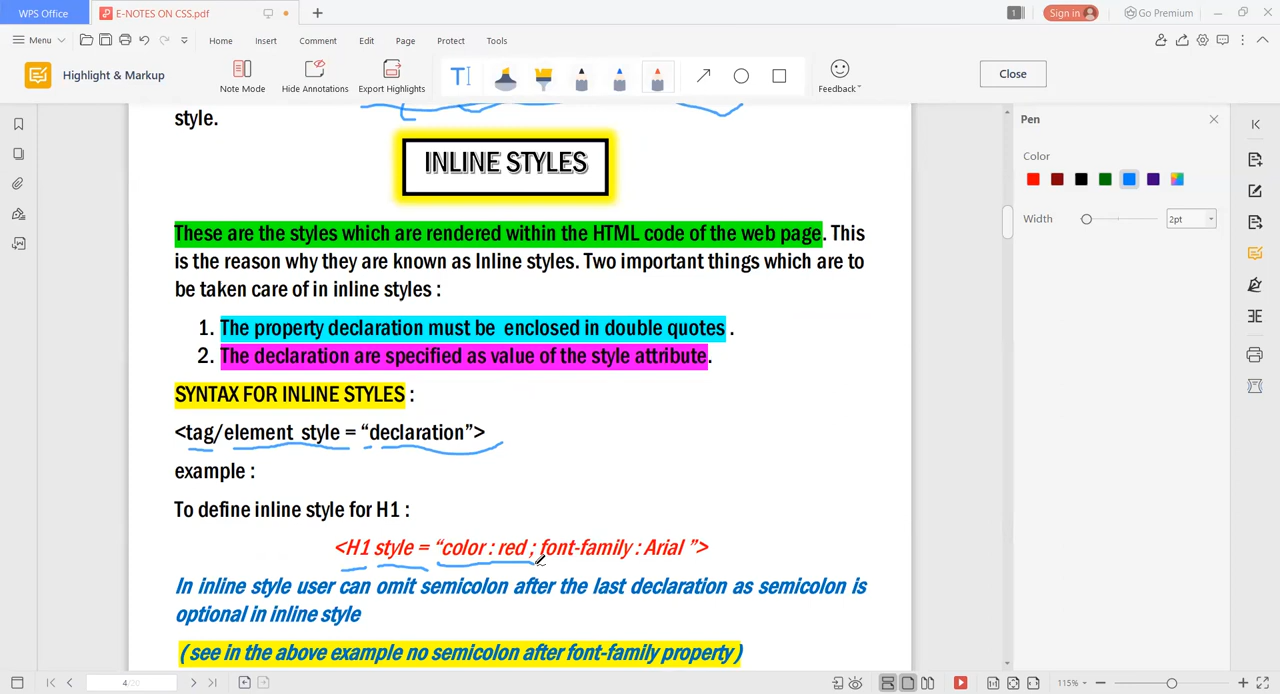 WPS Office
E-NOTES ON CSS.pdf
1
Sign in
Go Premium
Menu
Home
Insert
Comment
Edit
Page
Protect
Tools
Highlight & Markup
Note Mode
Hide Annotations
Export Highlights
Feedback
Close
style.
INLINE STYLES
These are the styles which are rendered within the HTML code of the web page. This
is the reason why they are known as Inline styles. Two important things which are to
be taken care of in inline styles :
1. The property declaration must be enclosed in double quotes .
2. The declaration are specified as value of the style attribute.
SYNTAX FOR INLINE STYLES :
<tag/element style = “declaration”>
example :
To define inline style for H1 :
<H1 style = “color : red ; font-family : Arial ”>
In inline style user can omit semicolon after the last declaration as semicolon is
optional in inline style
( see in the above example no semicolon after font-family property )
Pen
Color
Width
2pt
115%